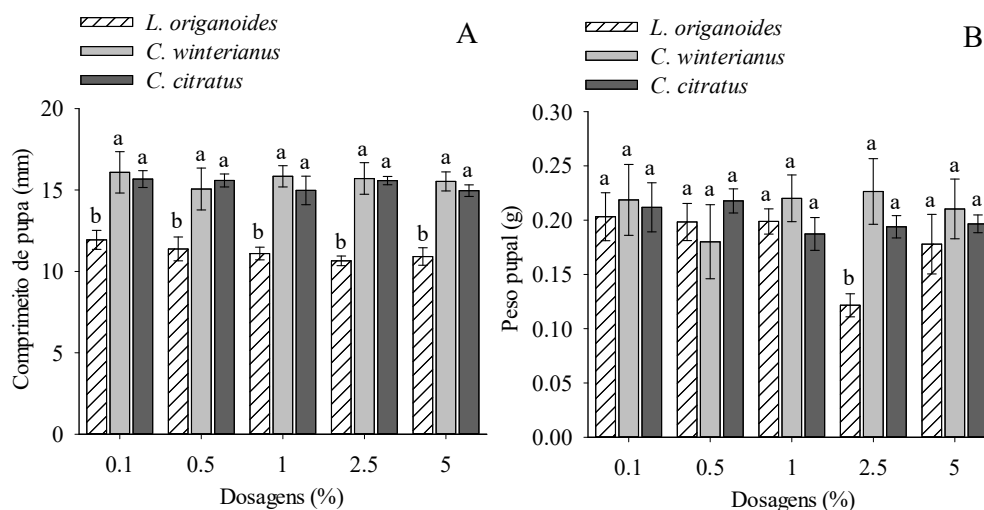 L. origanoides
C. winterianus
C. citratus
A
Comprimeito de pupa (mm)
20
15
10
5
0
a a
b
a a
b
a a
b
a a
b
a a
b
0.1 0.5 1 2.5 5
Dosagens (%)
L. origanoides
C. winterianus
C. citratus
B
Peso pupal (g)
0.30
0.25
0.20
0.15
0.10
0.05
0.00
a a a
a a a
a a a
b a a
a a a
0.1 0.5 1 2.5 5
Dosagens (%)